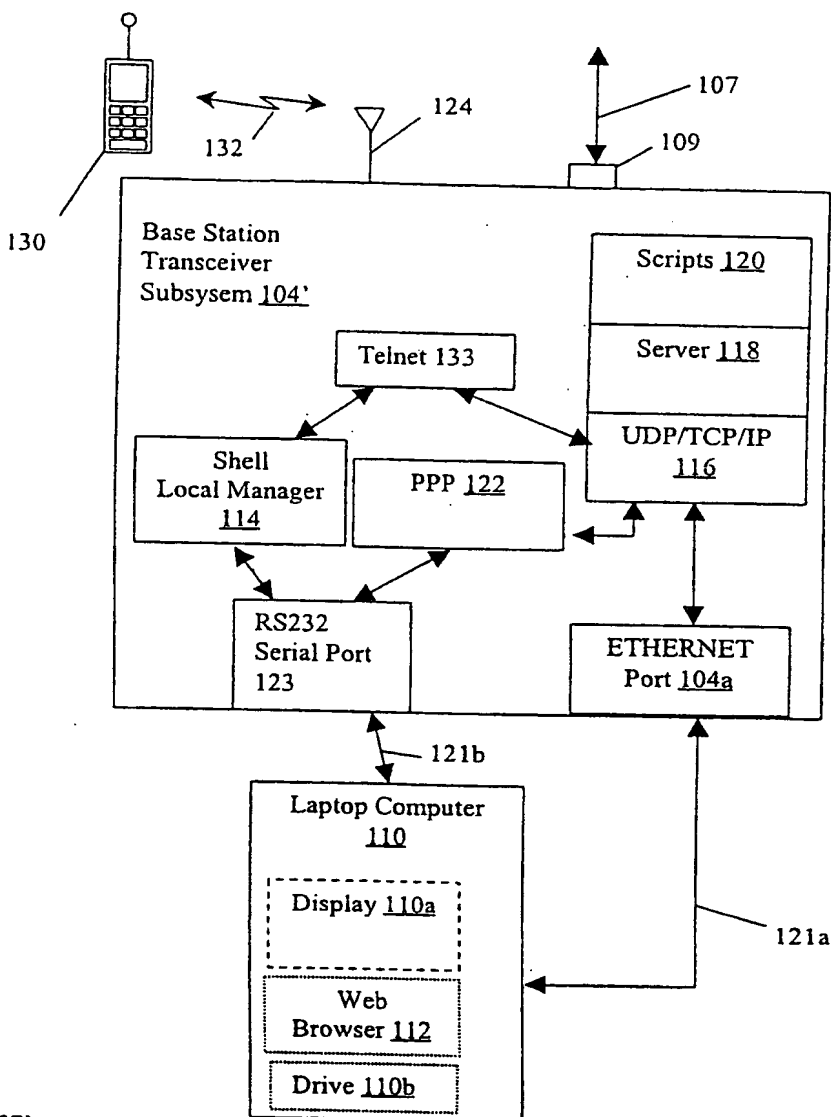 107
124
109
132
130
Base Station
Transceiver
Subsysem 104'
Scripts 120
Server 118
Telnet 133
UDP/TCP/IP
116
Shell
Local Manager
114
PPP 122
RS232
Serial Port
123
ETHERNET
Port 104a
121b
Laptop Computer
110
Display 110a
121a
Web
Browser 112
Drive 110b